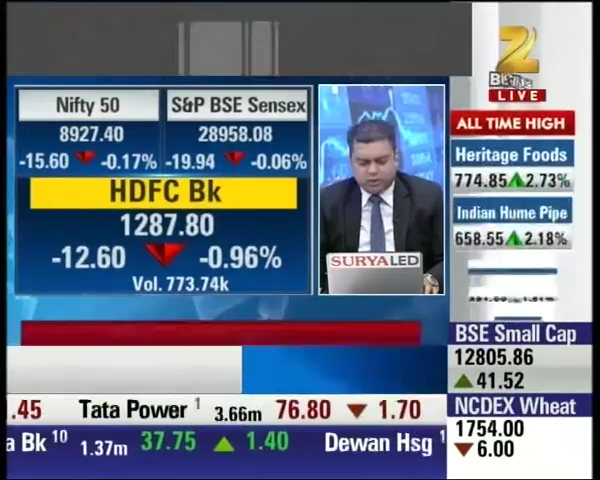 Nifty 50
8927.40
-15.60 -0.17%
S&P BSE Sensex
28958.08
-19.94 -0.06%
HDFC Bk
1287.80
-12.60 -0.96%
Vol. 773.74k
SURYA LED
Z
LIVE
ALL TIME HIGH
Heritage Foods
774.85 2.73%
Indian Hume Pipe
658.55 2.18%
BSE Small Cap
12805.86
41.52
NCDEX Wheat
1754.00
6.00
.45 Tata Power 1 3.66m 76.80 1.70
a Bk 10 1.37m 37.75 1.40 Dewan Hsg